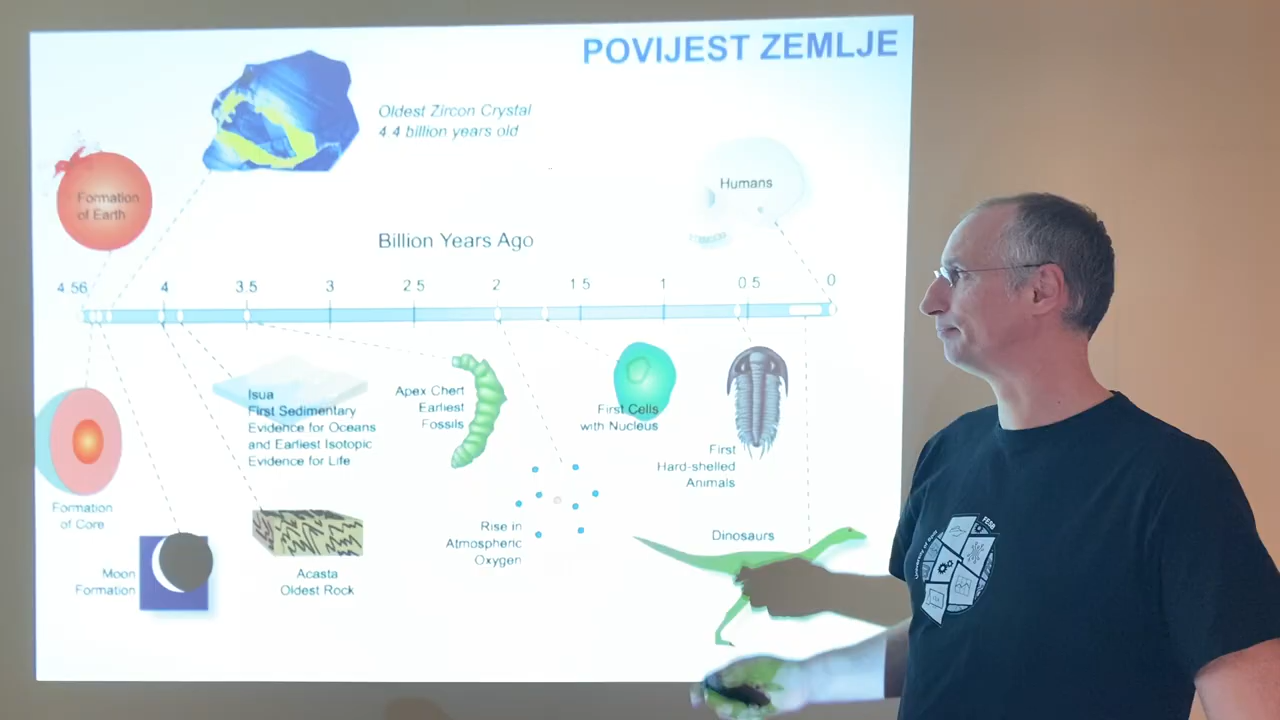 POVIJEST ZEMLJE
Oldest Zircon Crystal
4.4 billion years old
Formation
of Earth
Humans
Billion Years Ago
4 56
4
3 5
3
2 5
2
1 5
1
0 5
0
Isua
First Sedimentary
Evidence for Oceans
and Earliest Isotopic
Evidence for Life
Apex Chert
Earliest
Fossils
First Cells
with Nucleus
First
Hard-shelled
Animals
Formation
of Core
Rise in
Atmospheric
Oxygen
Dinosaurs
Moon
Formation
Acasta
Oldest Rock
FESB